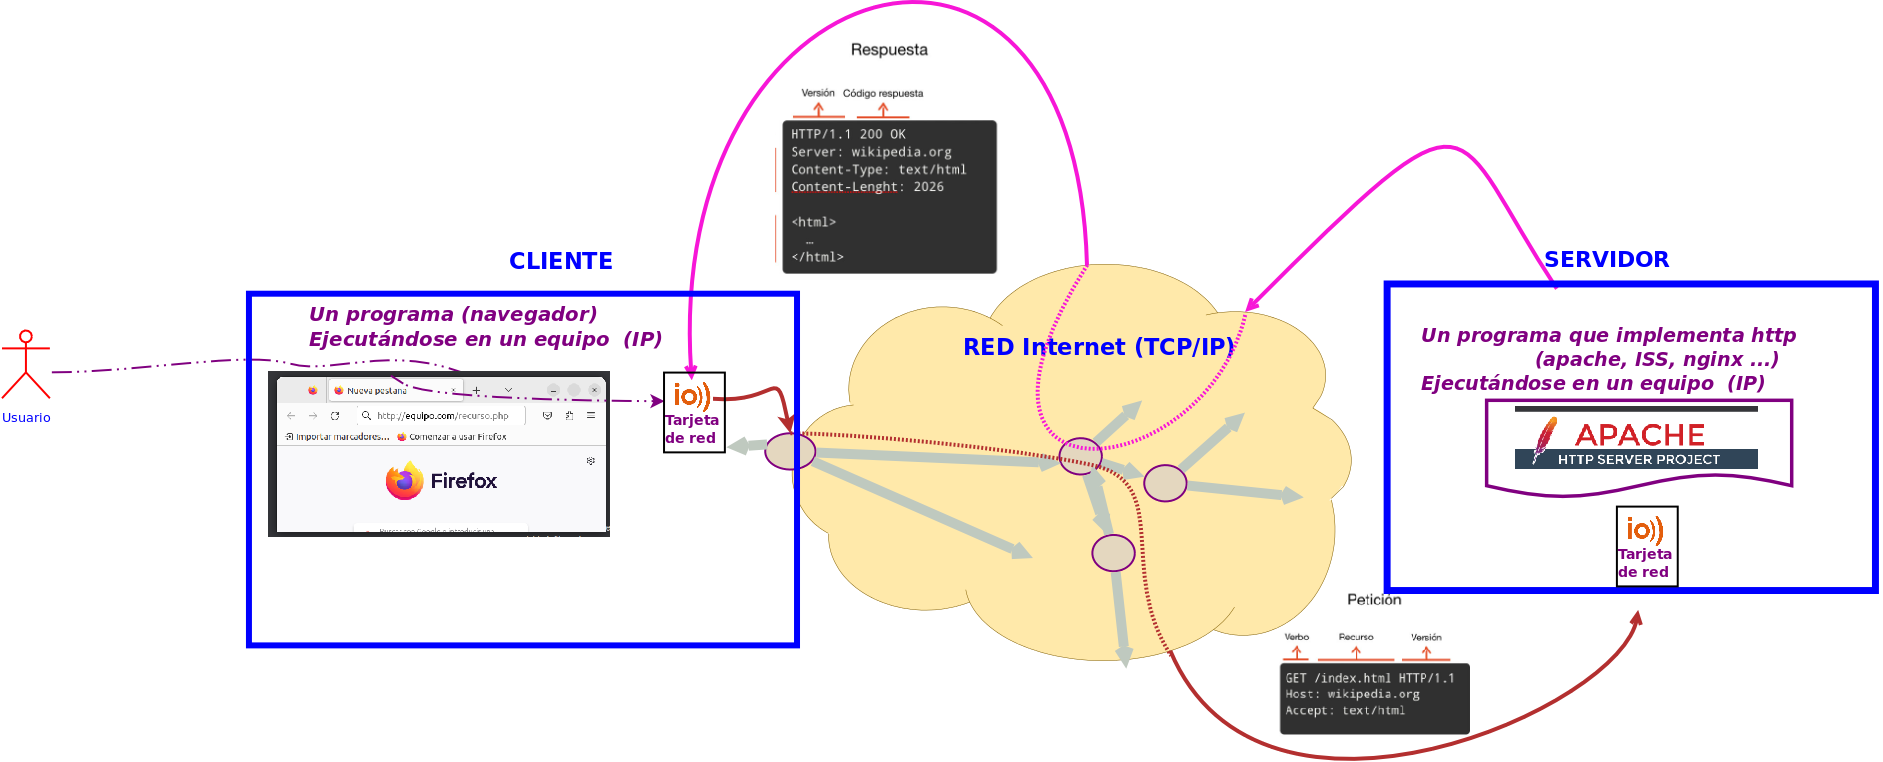 Respuesta
Versión Código respuesta
HTTP/1.1 200 OK
Server: wikipedia.org
Content-Type: text/html
Content-Lenght: 2026
<html>
…
</html>
CLIENTE
SERVIDOR
Un programa (navegador)
Ejecutándose en un equipo (IP)
RED Internet (TCP/IP)
Un programa que implementa http
(apache, ISS, nginx ...)
Ejecutándose en un equipo (IP)
Usuario
Nueva pestaña
http://equipo.com/recurso.php
Importar marcadores… Comenzar a usar Firefox
Firefox
io
Tarjeta
de red
APACHE
HTTP SERVER PROJECT
io
Tarjeta
de red
Petición
Verbo Recurso Versión
GET /index.html HTTP/1.1
Host: wikipedia.org
Accept: text/html